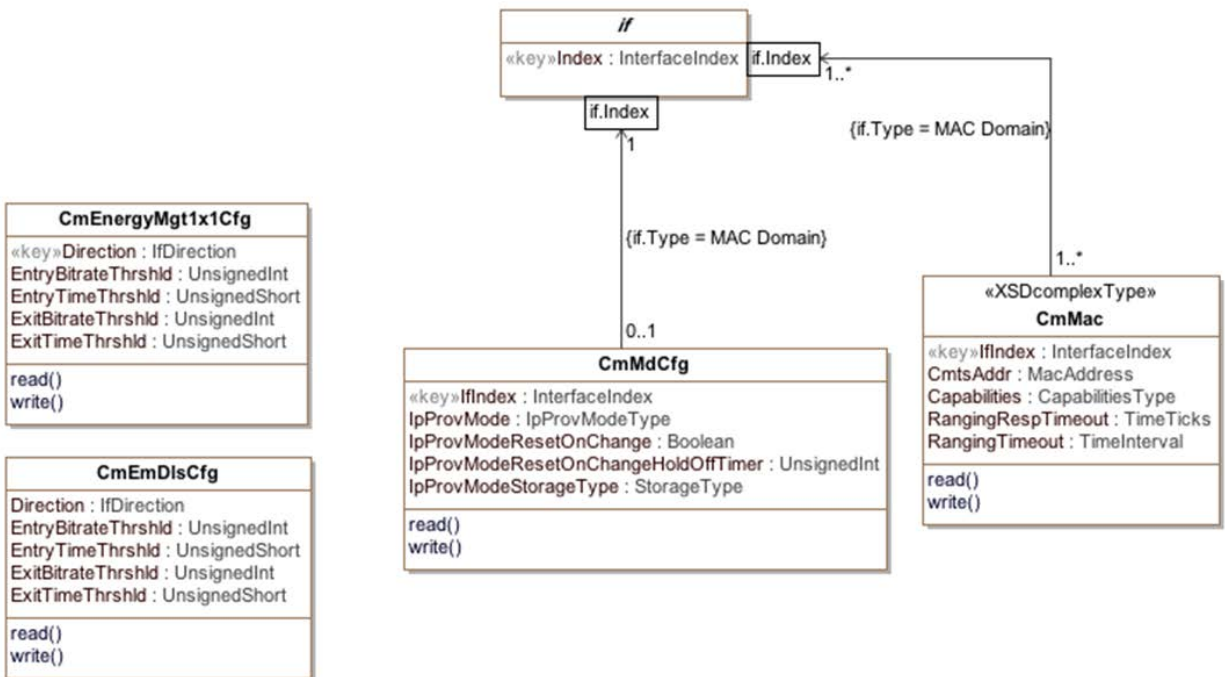 if
«key»Index : InterfaceIndex
if.Index
1..*
if.Index
1
{if.Type = MAC Domain}
{if.Type = MAC Domain}
1..*
0..1
CmEnergyMgt1x1Cfg
«key»Direction : IfDirection
EntryBitrateThrshld : UnsignedInt
EntryTimeThrshld : UnsignedShort
ExitBitrateThrshld : UnsignedInt
ExitTimeThrshld : UnsignedShort
read()
write()
CmEmDlsCfg
Direction : IfDirection
EntryBitrateThrshld : UnsignedInt
EntryTimeThrshld : UnsignedShort
ExitBitrateThrshld : UnsignedInt
ExitTimeThrshld : UnsignedShort
read()
write()
CmMdCfg
«key»IfIndex : InterfaceIndex
IpProvMode : IpProvModeType
IpProvModeResetOnChange : Boolean
IpProvModeResetOnChangeHoldOffTimer : UnsignedInt
IpProvModeStorageType : StorageType
read()
write()
«XSDcomplexType»
CmMac
«key»IfIndex : InterfaceIndex
CmtsAddr : MacAddress
Capabilities : CapabilitiesType
RangingRespTimeout : TimeTicks
RangingTimeout : TimeInterval
read()
write()